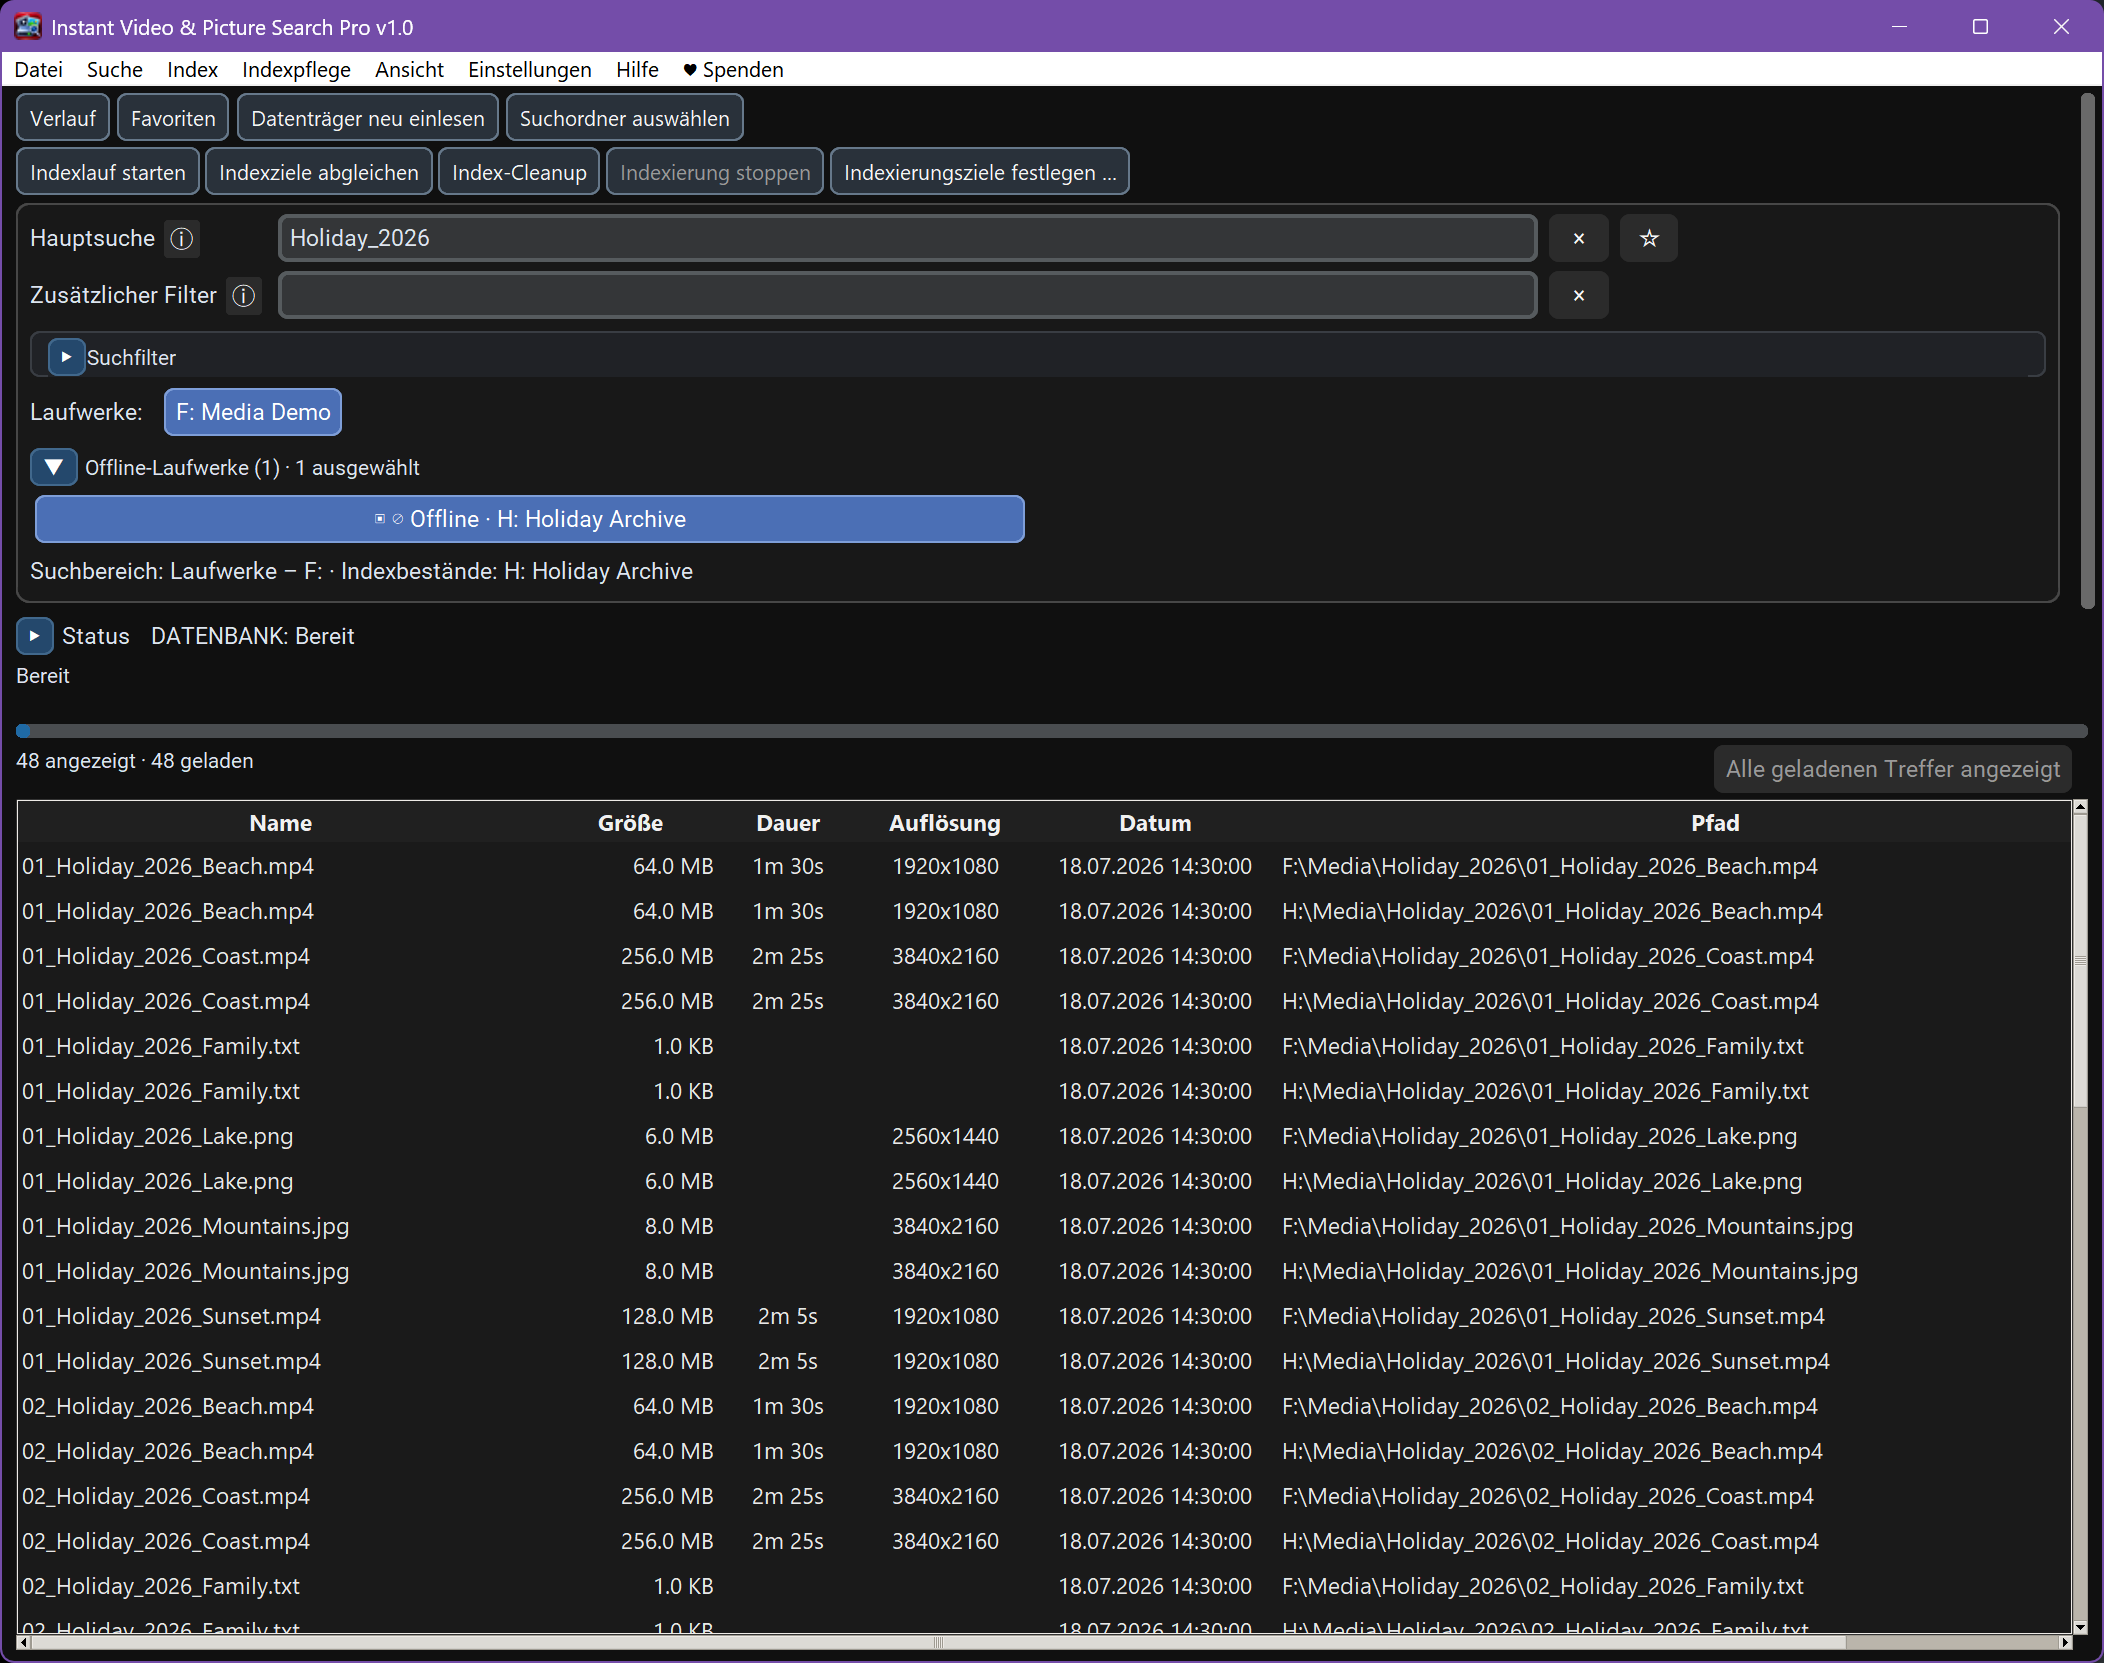 Instant Video & Picture Search Pro v1.0
Datei Suche Index Indexpflege Ansicht Einstellungen Hilfe ♥ Spenden
Verlauf Favoriten Datenträger neu einlesen Suchordner auswählen
Indexlauf starten Indexziele abgleichen Index-Cleanup Indexierung stoppen Indexierungsziele festlegen ...
Hauptsuche ⓘ Holiday_2026 × ☆
Zusätzlicher Filter ⓘ ×
Suchfilter
Laufwerke: F: Media Demo
Offline-Laufwerke (1) · 1 ausgewählt
Offline · H: Holiday Archive
Suchbereich: Laufwerke – F: · Indexbestände: H: Holiday Archive
Status DATENBANK: Bereit
Bereit
48 angezeigt · 48 geladen Alle geladenen Treffer angezeigt
Name Größe Dauer Auflösung Datum Pfad
01_Holiday_2026_Beach.mp4 64.0 MB 1m 30s 1920x1080 18.07.2026 14:30:00 F:\Media\Holiday_2026\01_Holiday_2026_Beach.mp4
01_Holiday_2026_Beach.mp4 64.0 MB 1m 30s 1920x1080 18.07.2026 14:30:00 H:\Media\Holiday_2026\01_Holiday_2026_Beach.mp4
01_Holiday_2026_Coast.mp4 256.0 MB 2m 25s 3840x2160 18.07.2026 14:30:00 F:\Media\Holiday_2026\01_Holiday_2026_Coast.mp4
01_Holiday_2026_Coast.mp4 256.0 MB 2m 25s 3840x2160 18.07.2026 14:30:00 H:\Media\Holiday_2026\01_Holiday_2026_Coast.mp4
01_Holiday_2026_Family.txt 1.0 KB 18.07.2026 14:30:00 F:\Media\Holiday_2026\01_Holiday_2026_Family.txt
01_Holiday_2026_Family.txt 1.0 KB 18.07.2026 14:30:00 H:\Media\Holiday_2026\01_Holiday_2026_Family.txt
01_Holiday_2026_Lake.png 6.0 MB 2560x1440 18.07.2026 14:30:00 F:\Media\Holiday_2026\01_Holiday_2026_Lake.png
01_Holiday_2026_Lake.png 6.0 MB 2560x1440 18.07.2026 14:30:00 H:\Media\Holiday_2026\01_Holiday_2026_Lake.png
01_Holiday_2026_Mountains.jpg 8.0 MB 3840x2160 18.07.2026 14:30:00 F:\Media\Holiday_2026\01_Holiday_2026_Mountains.jpg
01_Holiday_2026_Mountains.jpg 8.0 MB 3840x2160 18.07.2026 14:30:00 H:\Media\Holiday_2026\01_Holiday_2026_Mountains.jpg
01_Holiday_2026_Sunset.mp4 128.0 MB 2m 5s 1920x1080 18.07.2026 14:30:00 F:\Media\Holiday_2026\01_Holiday_2026_Sunset.mp4
01_Holiday_2026_Sunset.mp4 128.0 MB 2m 5s 1920x1080 18.07.2026 14:30:00 H:\Media\Holiday_2026\01_Holiday_2026_Sunset.mp4
02_Holiday_2026_Beach.mp4 64.0 MB 1m 30s 1920x1080 18.07.2026 14:30:00 F:\Media\Holiday_2026\02_Holiday_2026_Beach.mp4
02_Holiday_2026_Beach.mp4 64.0 MB 1m 30s 1920x1080 18.07.2026 14:30:00 H:\Media\Holiday_2026\02_Holiday_2026_Beach.mp4
02_Holiday_2026_Coast.mp4 256.0 MB 2m 25s 3840x2160 18.07.2026 14:30:00 F:\Media\Holiday_2026\02_Holiday_2026_Coast.mp4
02_Holiday_2026_Coast.mp4 256.0 MB 2m 25s 3840x2160 18.07.2026 14:30:00 H:\Media\Holiday_2026\02_Holiday_2026_Coast.mp4
02_Holiday_2026_Family.txt 1.0 KB 18.07.2026 14:30:00 F:\Media\Holiday_2026\02_Holiday_2026_Family.txt
02_Holiday_2026_Family.txt 1.0 KB 18.07.2026 14:30:00 H:\Media\Holiday_2026\02_Holiday_2026_Family.txt